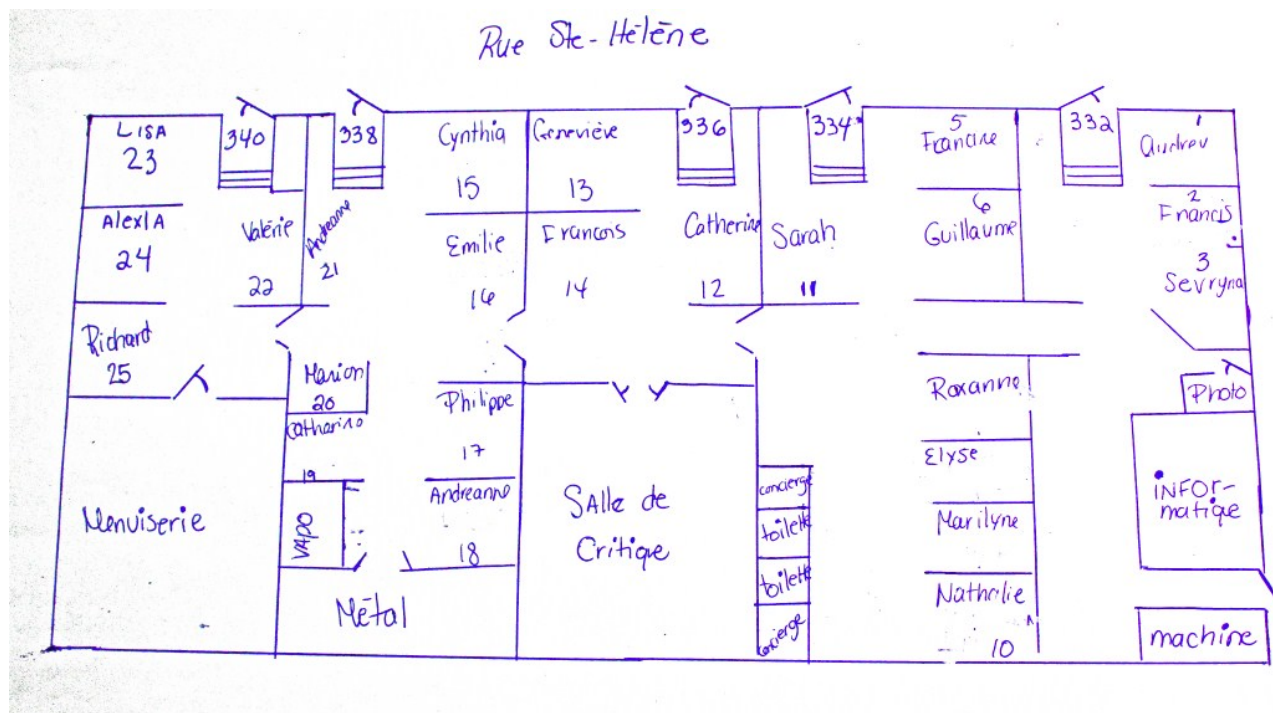 Rue Ste-Hélène
LISA
23
340
338
Cynthia
15
Geneviève
13
336
334
5
Francine
332
1
Audrey
AlexIA
24
Valérie
22
Andreanne
21
Emilie
16
Francois
14
Catherine
12
Sarah
11
6
Guillaume
2
Francis
3
Sevryna
Richard
25
Marion
20
Catharino
19
Philippe
17
Roxanne
Photo
Menuiserie
VAPO
Andreanne
18
SAlle de
Critique
concierge
toilette
toilette
concierge
Elyse
Marilyne
Nathalie
10
INFOR-
matique
Métal
machine